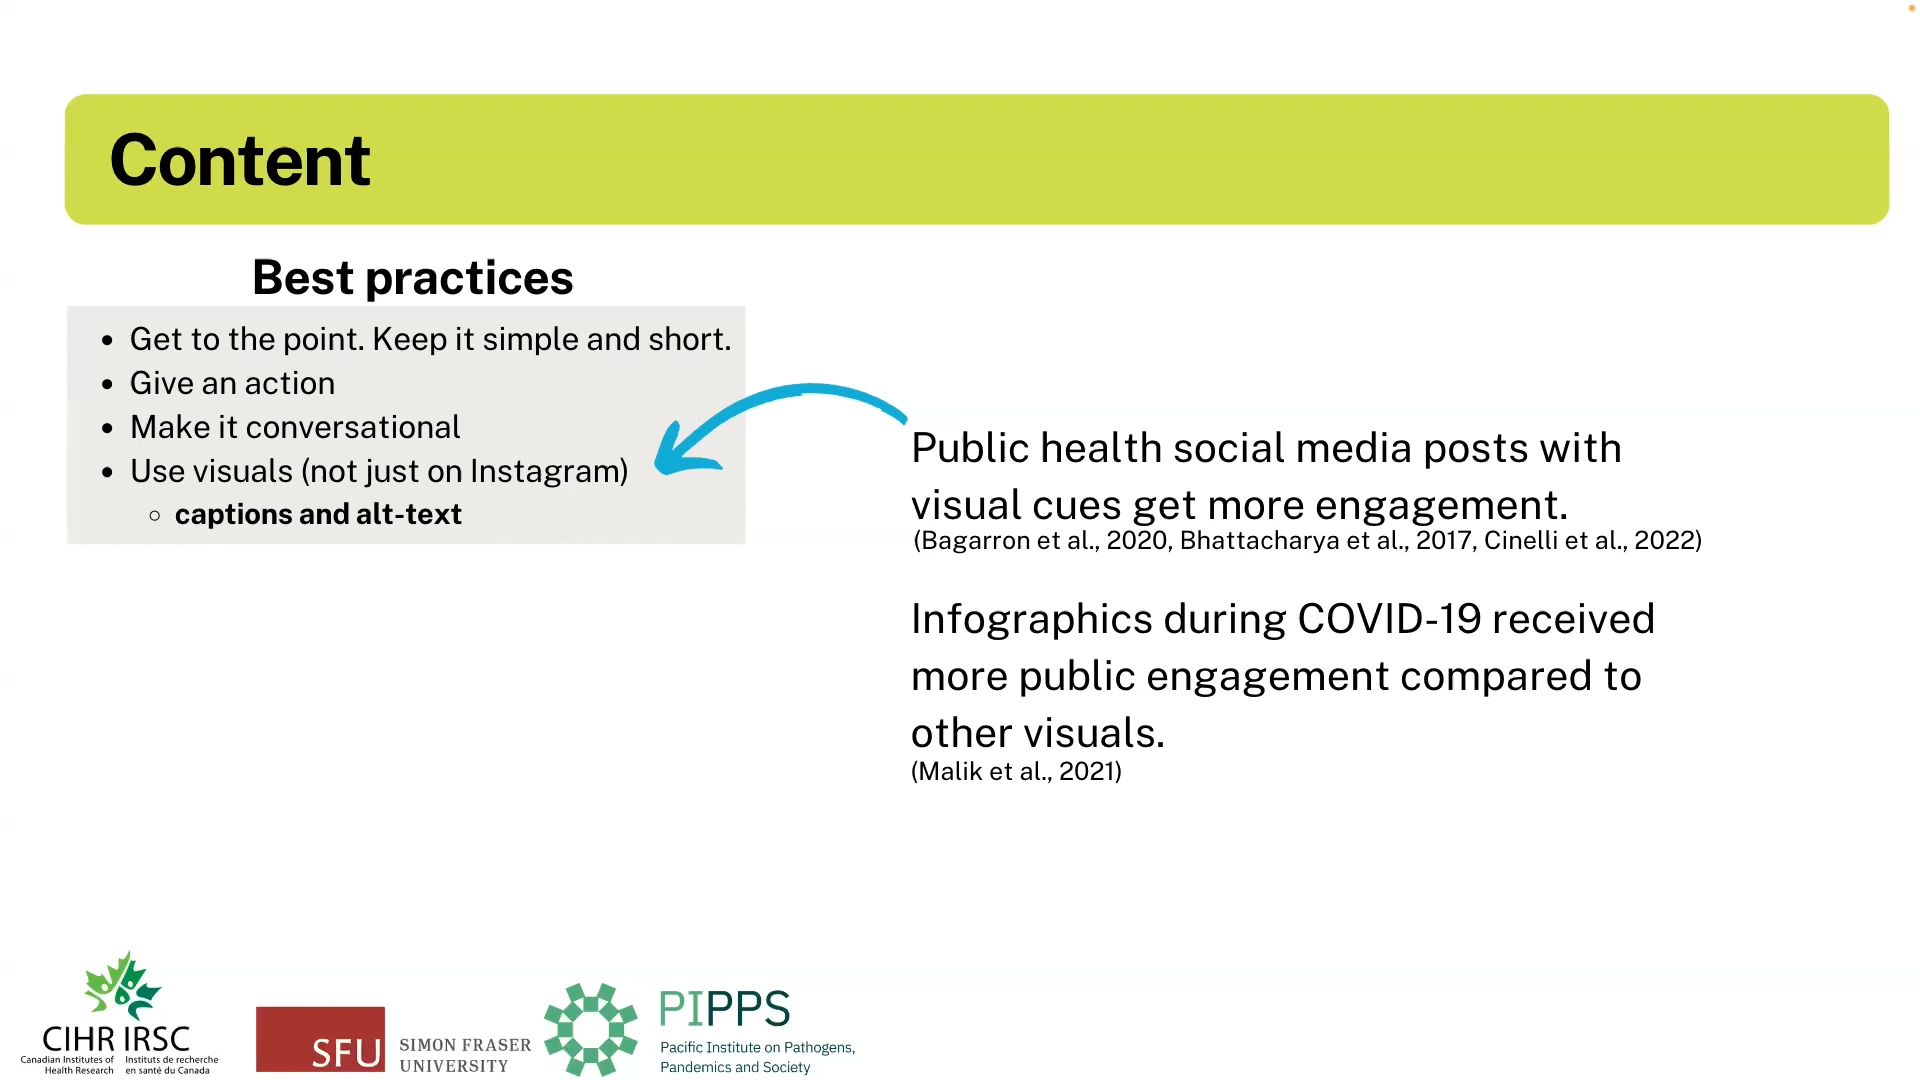 Content
Best practices
• Get to the point. Keep it simple and short.
• Give an action
• Make it conversational
• Use visuals (not just on Instagram)
◦ captions and alt-text
Public health social media posts with
visual cues get more engagement.
(Bagarron et al., 2020, Bhattacharya et al., 2017, Cinelli et al., 2022)
Infographics during COVID-19 received
more public engagement compared to
other visuals.
(Malik et al., 2021)
CIHR IRSC
Canadian Institutes of
Health Research
Instituts de recherche
en santé du Canada
SFU
SIMON FRASER
UNIVERSITY
PIPPS
Pacific Institute on Pathogens,
Pandemics and Society